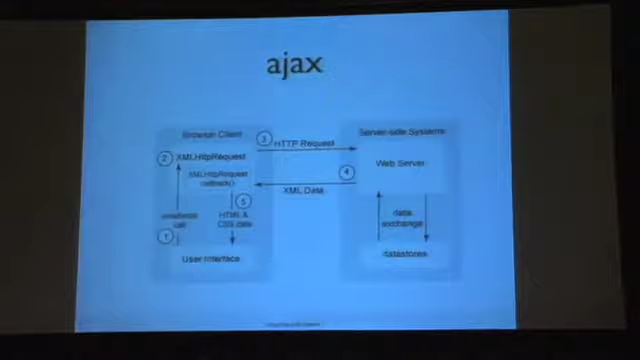 ajax
Browser Client
Server-side Systems
3
HTTP Request
2
XMLHttpRequest
Web Server
XMLHttpRequest
callback()
4
XML Data
5
HTML &
CSS data
data
exchange
call
1
User Interface
datastores